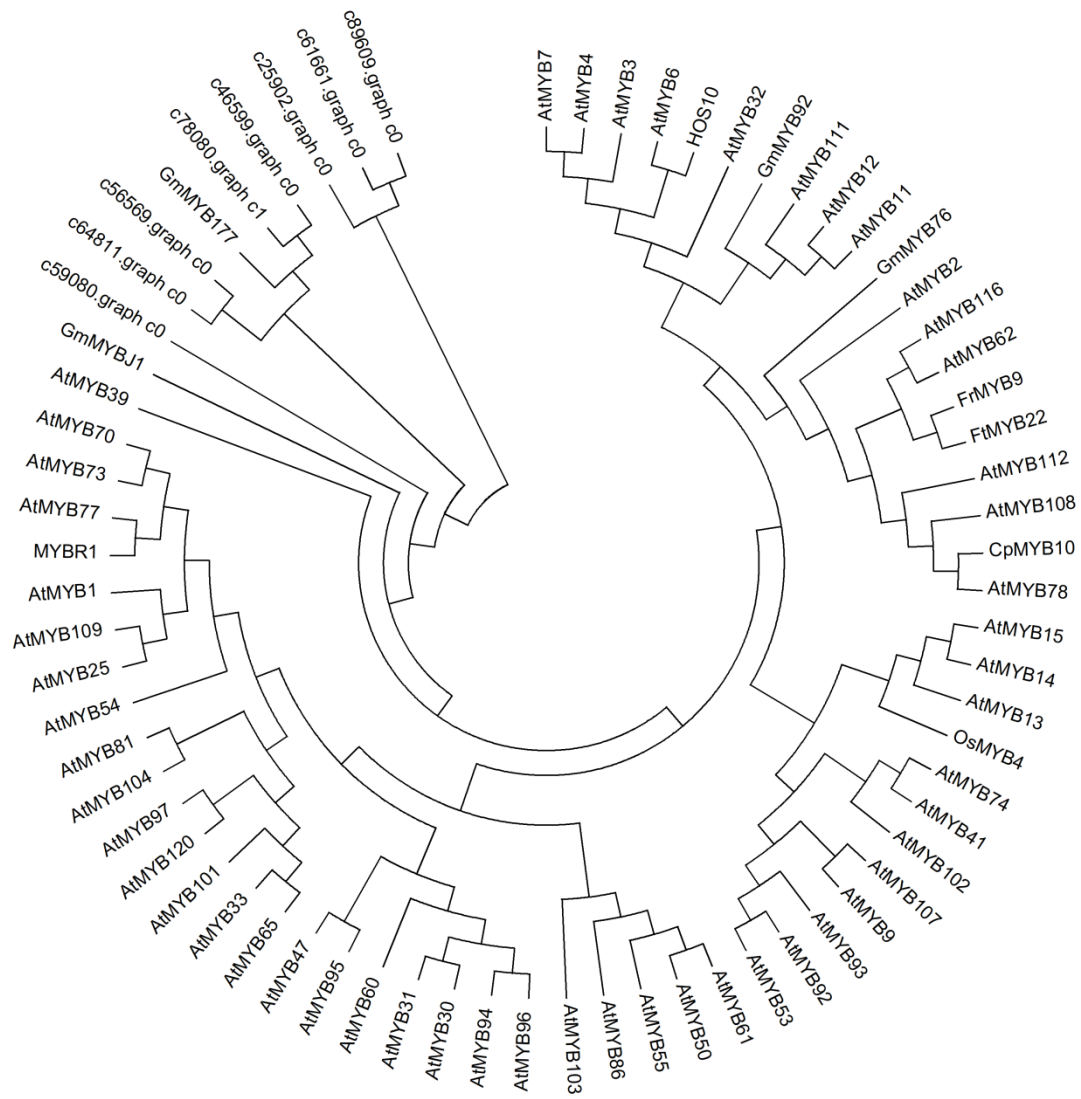 AtMYB7
AtMYB4
AtMYB3
AtMYB6
HOS10
AtMYB32
GmMYB92
AtMYB111
AtMYB12
AtMYB11
GmMYB76
AtMYB2
AtMYB116
AtMYB62
FrMYB9
FtMYB22
AtMYB112
AtMYB108
CpMYB10
AtMYB78
AtMYB15
AtMYB14
AtMYB13
OsMYB4
AtMYB74
AtMYB41
AtMYB102
AtMYB107
AtMYB9
AtMYB93
AtMYB92
AtMYB53
AtMYB61
AtMYB50
AtMYB55
AtMYB86
AtMYB103
AtMYB96
AtMYB94
AtMYB30
AtMYB31
AtMYB60
AtMYB95
AtMYB47
AtMYB65
AtMYB33
AtMYB101
AtMYB120
AtMYB97
AtMYB104
AtMYB81
AtMYB54
AtMYB25
AtMYB109
AtMYB1
MYBR1
AtMYB77
AtMYB73
AtMYB70
AtMYB39
GmMYBJ1
c59080.graph c0
c64811.graph c0
c56569.graph c0
GmMYB177
c78080.graph c1
c46599.graph c0
c25902.graph c0
c61661.graph c0
c89609.graph c0